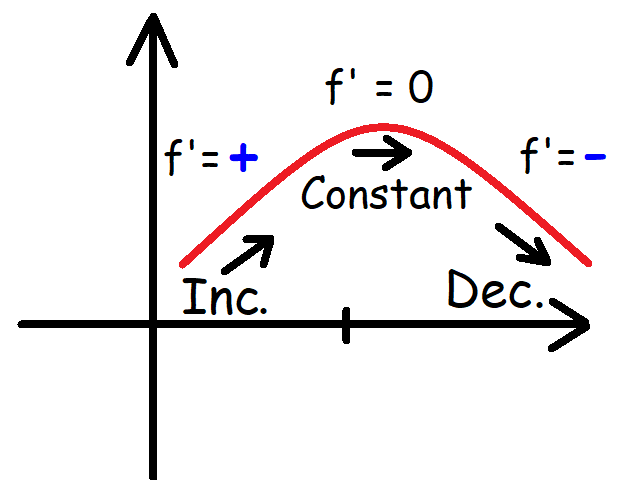 f' = 0
f'= +
f'= -
Constant
Inc.
Dec.